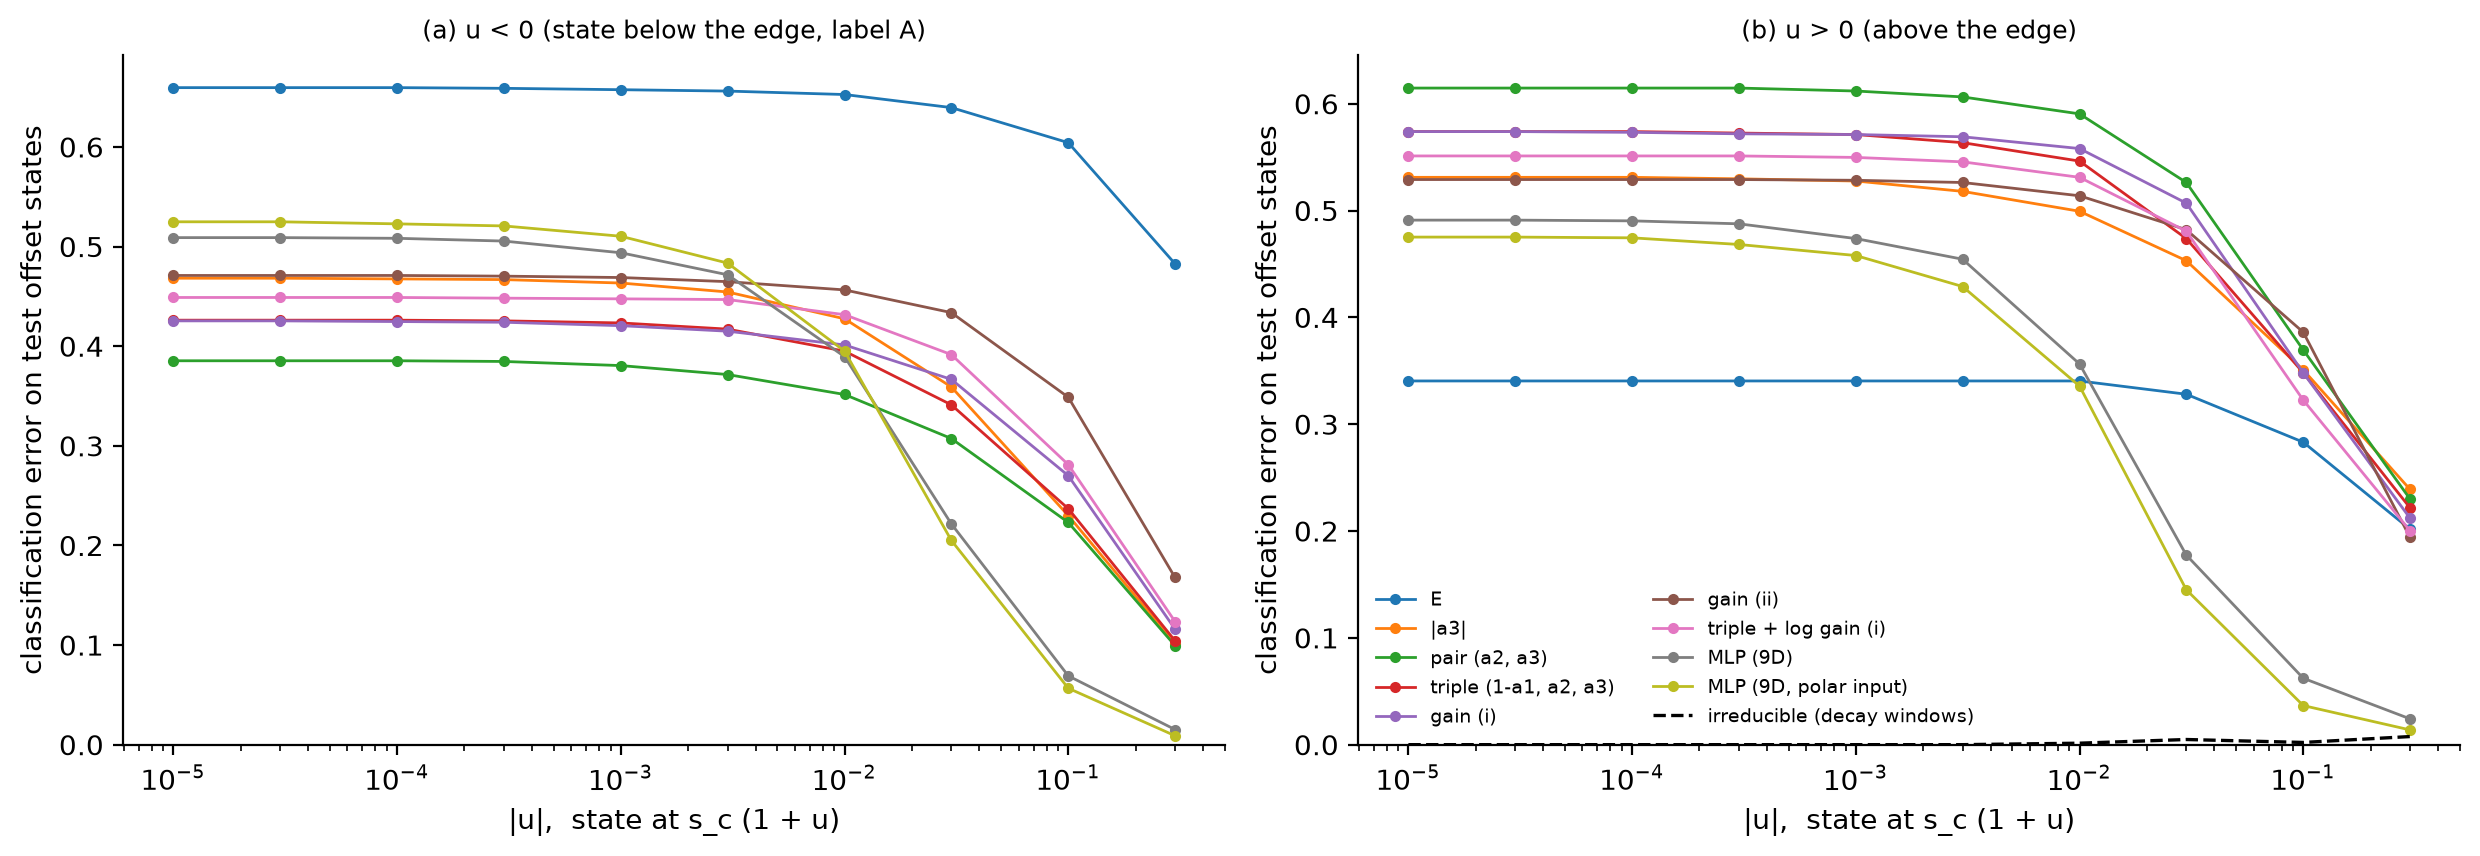 (a) u < 0 (state below the edge, label A)
classification error on test offset states
0.6
0.5
0.4
0.3
0.2
0.1
0.0
10⁻⁵
10⁻⁴
10⁻³
10⁻²
10⁻¹
|u|, state at s_c (1 + u)
(b) u > 0 (above the edge)
classification error on test offset states
0.6
0.5
0.4
0.3
0.2
0.1
0.0
E
|a3|
pair (a2, a3)
triple (1-a1, a2, a3)
gain (i)
gain (ii)
triple + log gain (i)
MLP (9D)
MLP (9D, polar input)
irreducible (decay windows)
10⁻⁵
10⁻⁴
10⁻³
10⁻²
10⁻¹
|u|, state at s_c (1 + u)